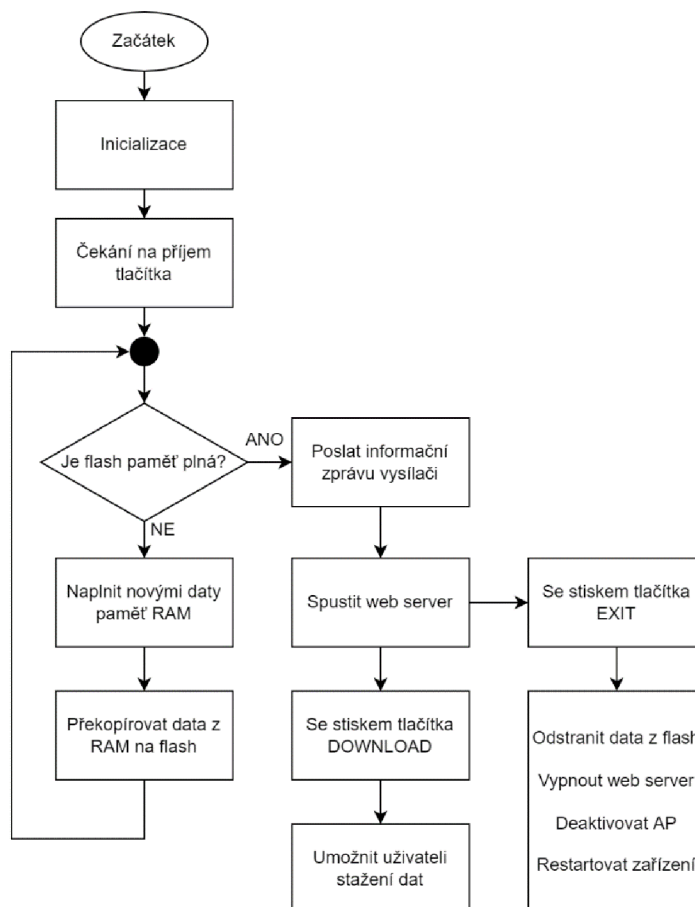 Začátek
Inicializace
Čekání na příjem
tlačítka
Je flash paměť plná?
ANO
NE
Poslat informační
zprávu vysílači
Naplnit novými daty
paměť RAM
Spustit web server
Se stiskem tlačítka
EXIT
Překopírovat data z
RAM na flash
Se stiskem tlačítka
DOWNLOAD
Odstranit data z flash
Vypnout web server
Deaktivovat AP
Restartovat zařízení
Umožnit uživateli
stažení dat